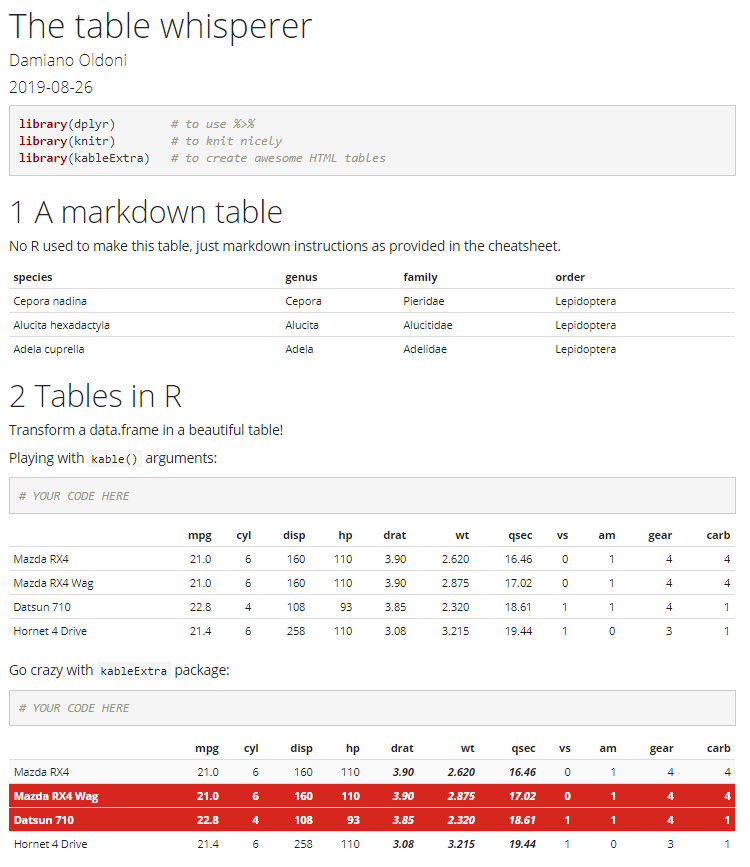 The table whisperer
Damiano Oldoni
2019-08-26
library(dplyr) # to use %>%
library(knitr) # to knit nicely
library(kableExtra) # to create awesome HTML tables
1 A markdown table
No R used to make this table, just markdown instructions as provided in the cheatsheet.
species genus family order
Cepora nadina Cepora Pieridae Lepidoptera
Alucita hexadactyla Alucita Alucitidae Lepidoptera
Adela cuprella Adela Adelidae Lepidoptera
2 Tables in R
Transform a data.frame in a beautiful table!
Playing with kable() arguments:
# YOUR CODE HERE
mpg cyl disp hp drat wt qsec vs am gear carb
Mazda RX4 21.0 6 160 110 3.90 2.620 16.46 0 1 4 4
Mazda RX4 Wag 21.0 6 160 110 3.90 2.875 17.02 0 1 4 4
Datsun 710 22.8 4 108 93 3.85 2.320 18.61 1 1 4 1
Hornet 4 Drive 21.4 6 258 110 3.08 3.215 19.44 1 0 3 1
Go crazy with kableExtra package:
# YOUR CODE HERE
mpg cyl disp hp drat wt qsec vs am gear carb
Mazda RX4 21.0 6 160 110 3.90 2.620 16.46 0 1 4 4
Mazda RX4 Wag 21.0 6 160 110 3.90 2.875 17.02 0 1 4 4
Datsun 710 22.8 4 108 93 3.85 2.320 18.61 1 1 4 1
Hornet 4 Drive 21.4 6 258 110 3.08 3.215 19.44 1 0 3 1